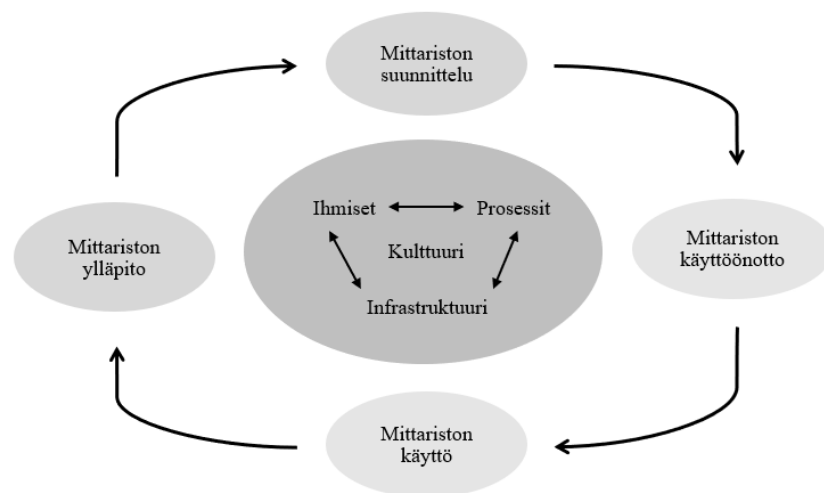 Mittariston
suunnittelu
Ihmiset
Prosessit
Kulttuuri
Infrastruktuuri
Mittariston
ylläpito
Mittariston
käyttöönotto
Mittariston
käyttö